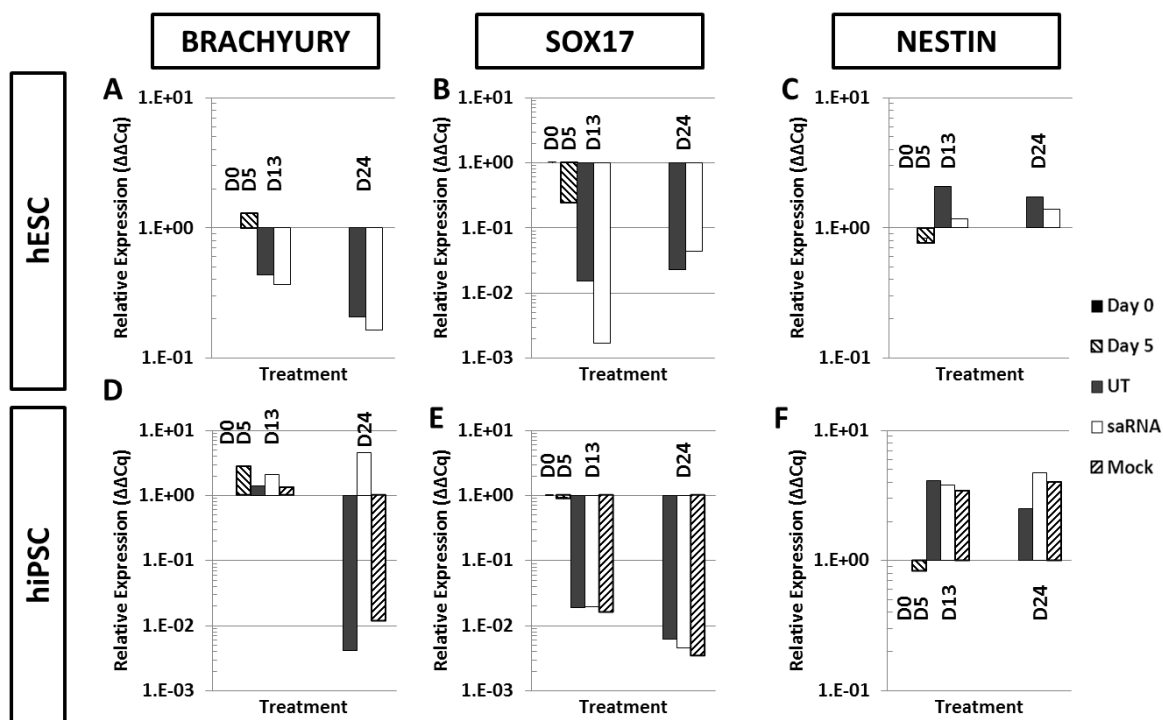 BRACHYURY
SOX17
NESTIN
hESC
A
Relative Expression (ΔΔCq)
1.E+01
1.E+00
1.E-01
D0
D5
D13
D24
Treatment
B
Relative Expression (ΔΔCq)
1.E+01
1.E+00
1.E-01
1.E-02
1.E-03
D0
D5
D13
D24
Treatment
C
Relative Expression (ΔΔCq)
1.E+01
1.E+00
1.E-01
D0
D5
D13
D24
Treatment
Day 0
Day 5
UT
saRNA
Mock
hiPSC
D
Relative Expression (ΔΔCq)
1.E+01
1.E+00
1.E-01
1.E-02
1.E-03
D0
D5
D13
D24
Treatment
E
Relative Expression (ΔΔCq)
1.E+01
1.E+00
1.E-01
1.E-02
1.E-03
D0
D5
D13
D24
Treatment
F
Relative Expression (ΔΔCq)
1.E+01
1.E+00
1.E-01
D0
D5
D13
D24
Treatment